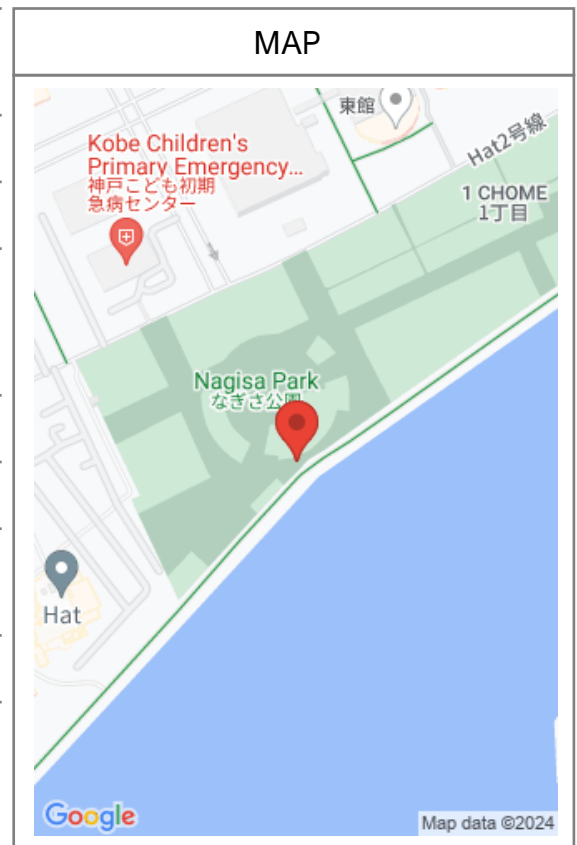 MAP
東館
Hat2号線
Kobe Children's
Primary Emergency...
神戸こども初期
急病センター
1 CHOME
1丁目
Nagisa Park
なぎさ公園
Hat
Google
Map data ©2024